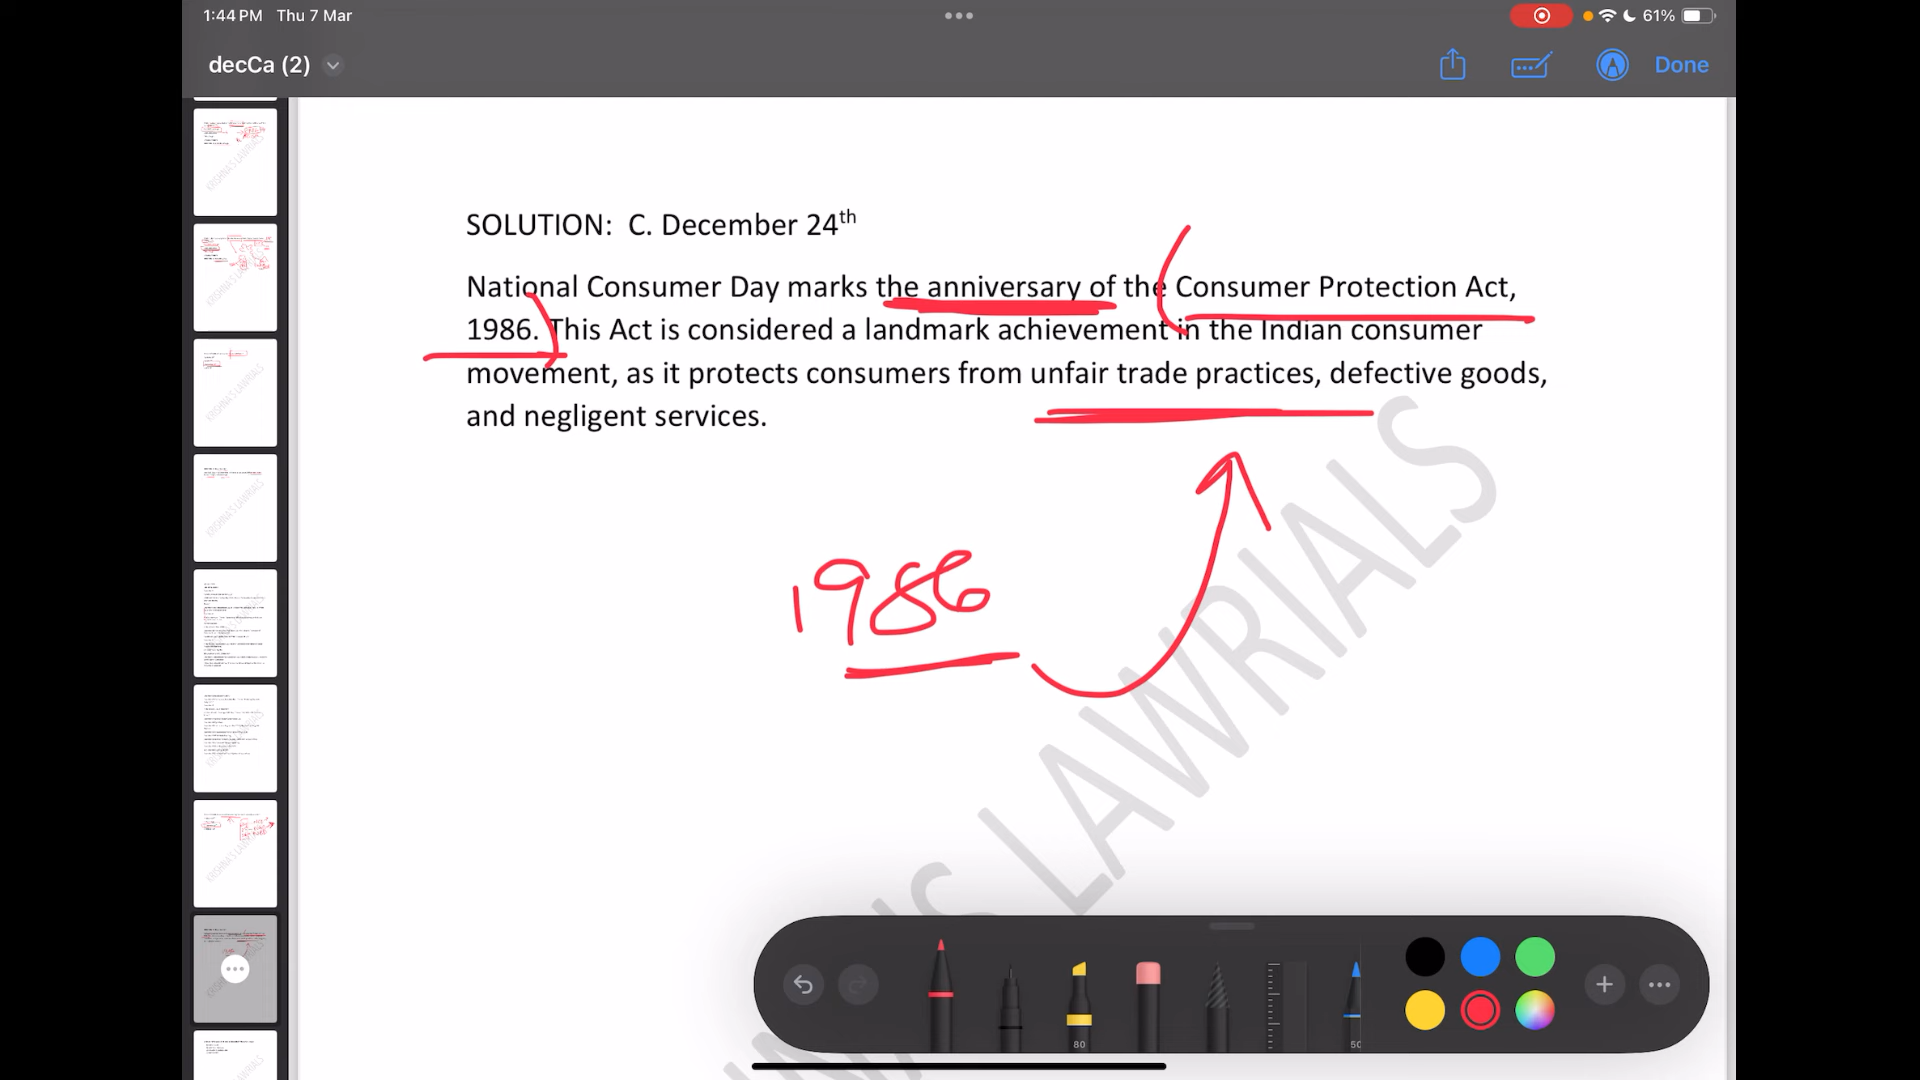 1:44 PM Thu 7 Mar
61%
decCa (2)
Done
SOLUTION: C. December 24th
National Consumer Day marks the anniversary of the Consumer Protection Act,
1986. This Act is considered a landmark achievement in the Indian consumer
movement, as it protects consumers from unfair trade practices, defective goods,
and negligent services.
1986
LAWRIALS
80
50